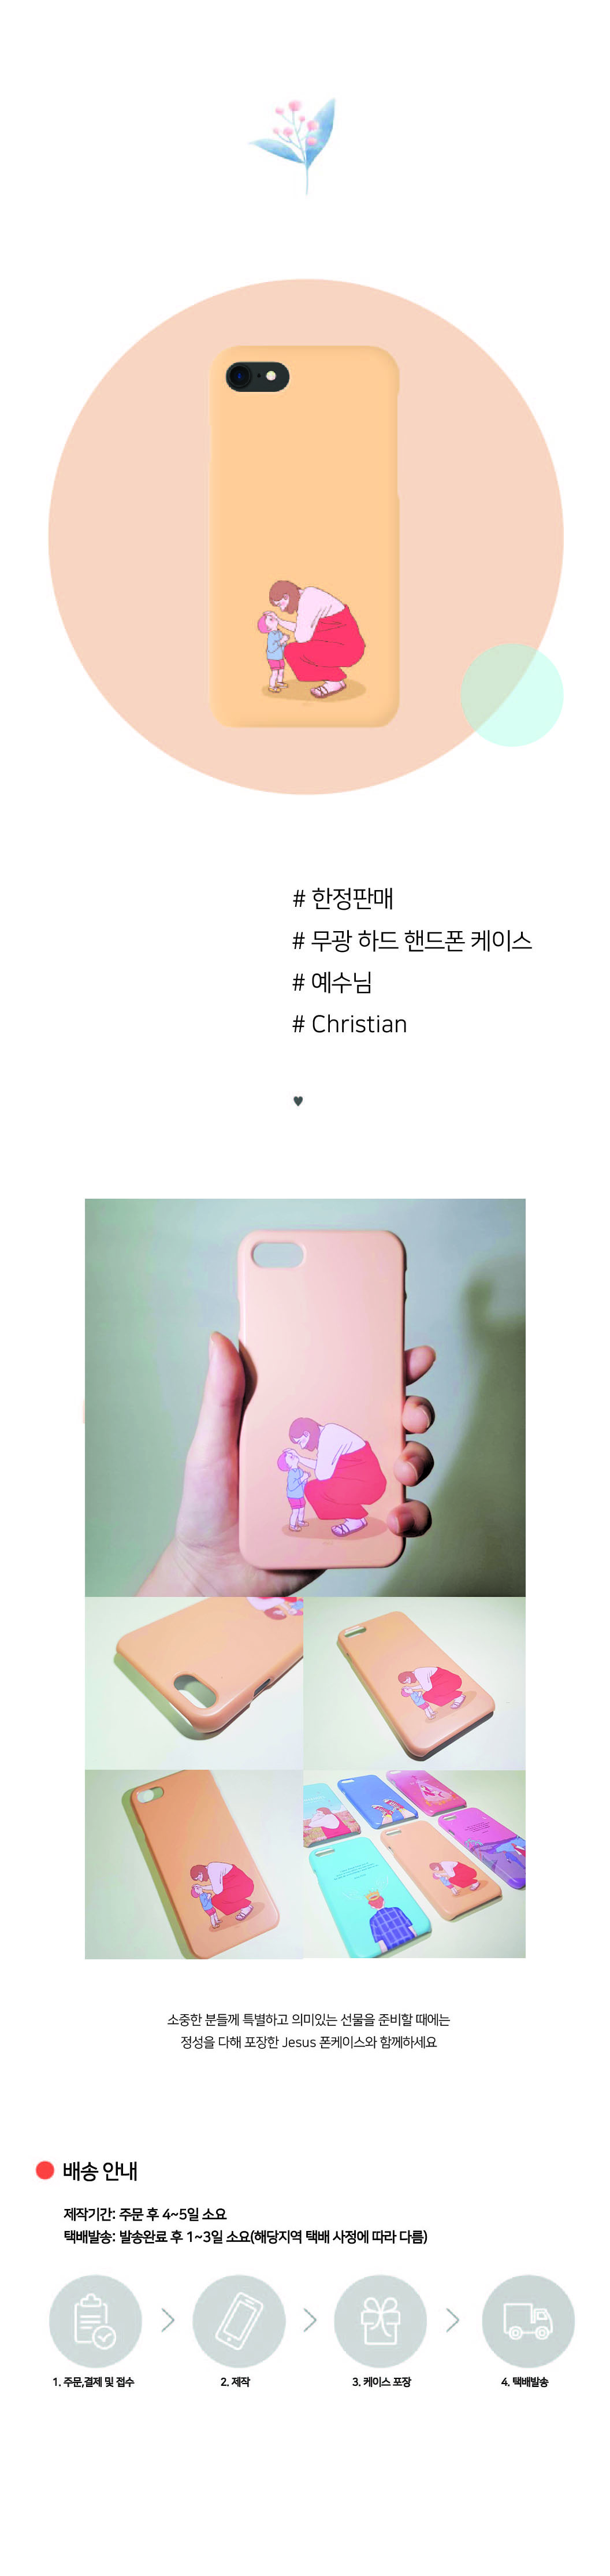 # 한정판매
# 무광 하드 핸드폰 케이스
# 예수님
# Christian
소중한 분들께 특별하고 의미있는 선물을 준비할 때에는
정성을 다해 포장한 Jesus 폰케이스와 함께하세요
배송 안내
제작기간: 주문 후 4~5일 소요
택배발송: 발송완료 후 1~3일 소요(해당지역 택배 사정에 따라 다름)
1. 주문,결제 및 접수
2. 제작
3. 케이스 포장
4. 택배발송